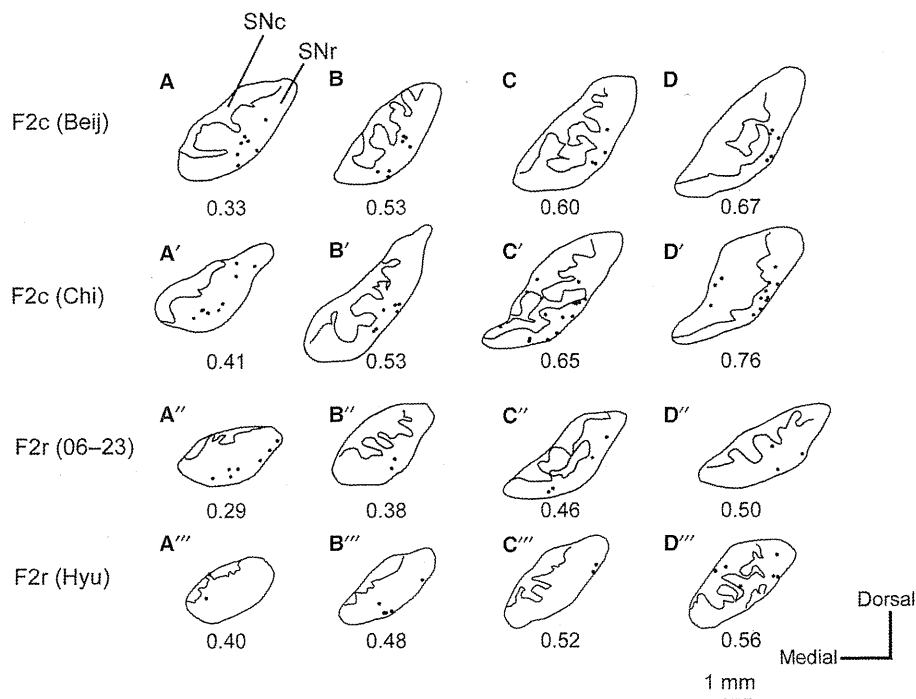 SNc
SNr
A B C D
F2c (Beij)
0.33 0.53 0.60 0.67
A′ B′ C′ D′
F2c (Chi)
0.41 0.53 0.65 0.76
A″ B″ C″ D″
F2r (06–23)
0.29 0.38 0.46 0.50
A‴ B‴ C‴ D‴
F2r (Hyu)
0.40 0.48 0.52 0.56
Dorsal
Medial
1 mm